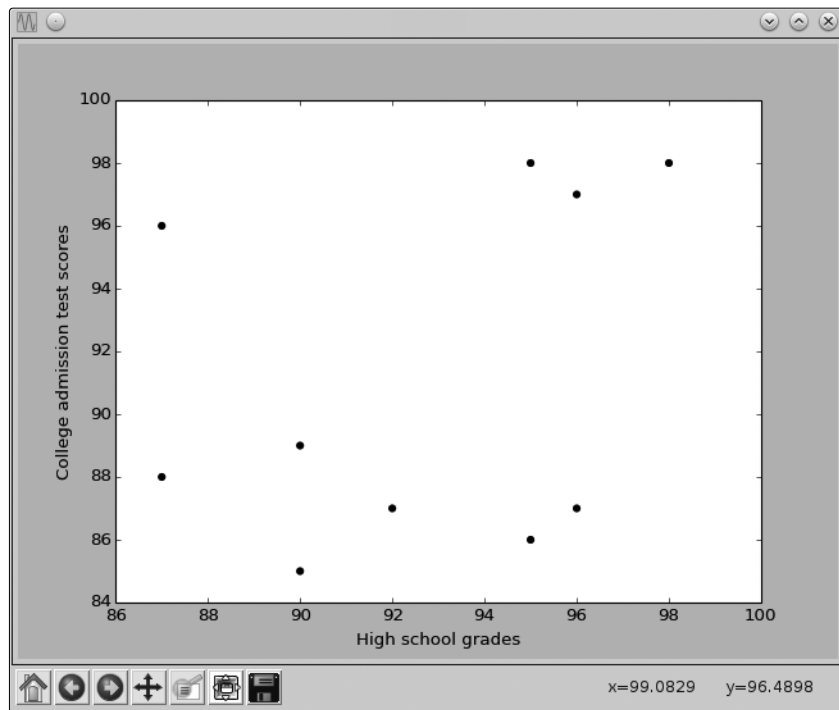 100
98
96
94
92
90
88
86
84
College admission test scores
86 88 90 92 94 96 98 100
High school grades
x=99.0829 y=96.4898